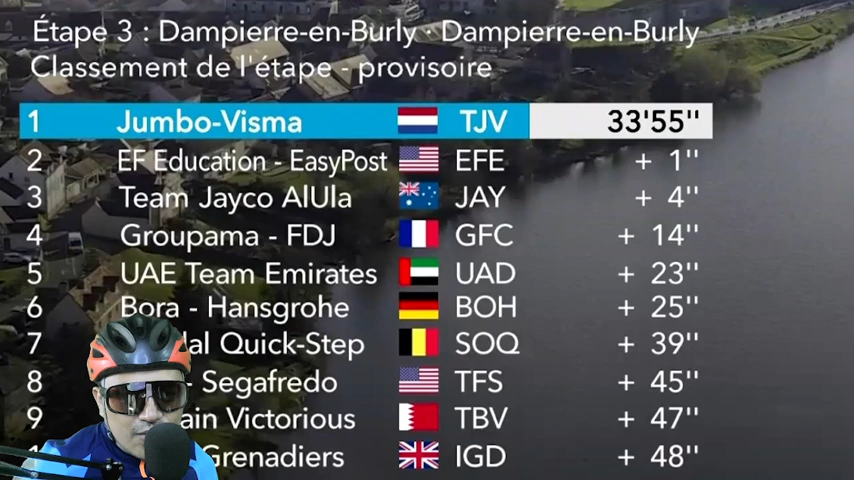 Étape 3 : Dampierre-en-Burly · Dampierre-en-Burly
Classement de l'étape - provisoire
1 Jumbo-Visma TJV 33'55''
2 EF Education - EasyPost EFE + 1''
3 Team Jayco AlUla JAY + 4''
4 Groupama - FDJ GFC + 14''
5 UAE Team Emirates UAD + 23''
6 Bora - Hansgrohe BOH + 25''
7 dal Quick-Step SOQ + 39''
8 - Segafredo TFS + 45''
9 ain Victorious TBV + 47''
1 Grenadiers IGD + 48''